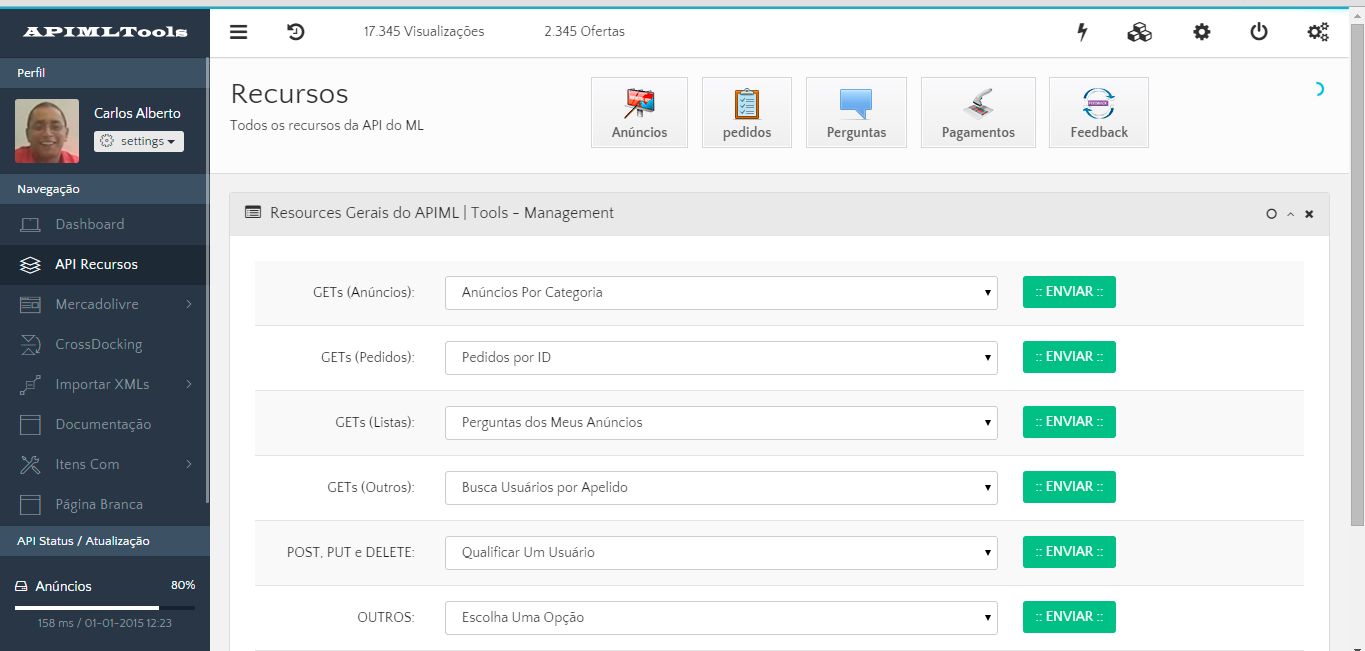 APIMLTools
17.345 Visualizações
2.345 Ofertas
Perfil
Carlos Alberto
settings
Navegação
Dashboard
API Recursos
Mercadolivre
CrossDocking
Importar XMLs
Documentação
Itens Com
Página Branca
API Status / Atualização
Anúncios
80%
158 ms / 01-01-2015 12:23
Recursos
Todos os recursos da API do ML
Anúncios
pedidos
Perguntas
Pagamentos
FEEDBACK
Feedback
Resources Gerais do APIML | Tools - Management
GETs (Anúncios): Anúncios Por Categoria :: ENVIAR ::
GETs (Pedidos): Pedidos por ID :: ENVIAR ::
GETs (Listas): Perguntas dos Meus Anúncios :: ENVIAR ::
GETs (Outros): Busca Usuários por Apelido :: ENVIAR ::
POST, PUT e DELETE: Qualificar Um Usuário :: ENVIAR ::
OUTROS: Escolha Uma Opção :: ENVIAR ::